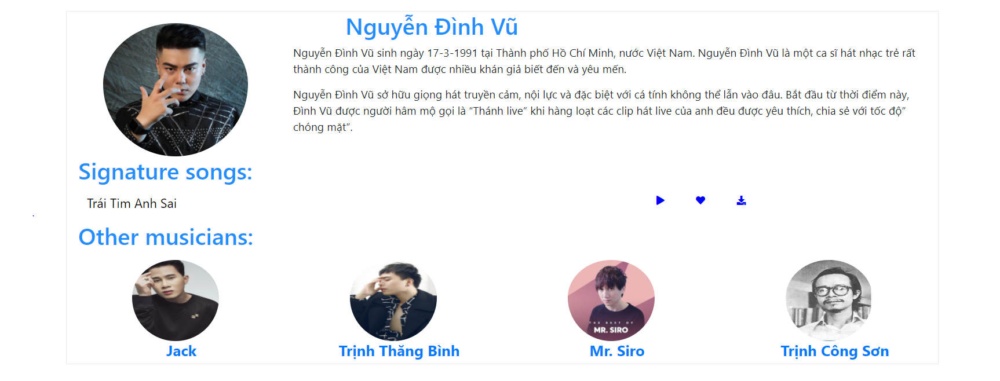 Nguyễn Đình Vũ
Nguyễn Đình Vũ sinh ngày 17-3-1991 tại Thành phố Hồ Chí Minh, nước Việt Nam. Nguyễn Đình Vũ là một ca sĩ hát nhạc trẻ rất
thành công của Việt Nam được nhiều khán giả biết đến và yêu mến.
Nguyễn Đình Vũ sở hữu giọng hát truyền cảm, nội lực và đặc biệt với cá tính không thể lẫn vào đâu. Bắt đầu từ thời điểm này,
Đình Vũ được người hâm mộ gọi là “Thánh live” khi hàng loạt các clip hát live của anh đều được yêu thích, chia sẻ với tốc độ”
chóng mặt”.
Signature songs:
Trái Tim Anh Sai
Other musicians:
THE BEST OF
MR. SIRO
Jack
Trịnh Thăng Bình
Mr. Siro
Trịnh Công Sơn